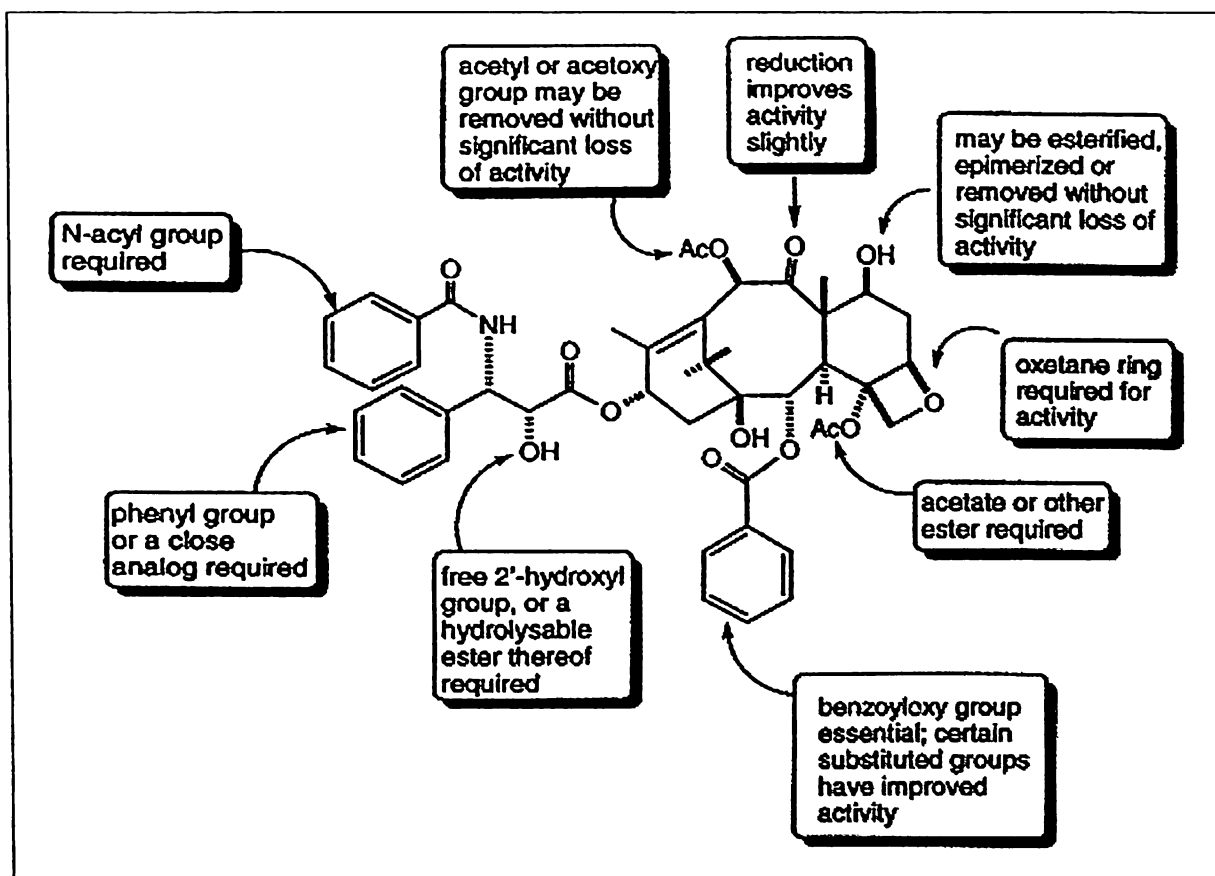 acetyl or acetoxy
group may be
removed without
significant loss
of activity
reduction
improves
activity
slightly
may be esterified,
epimerized or
removed without
significant loss of
activity
N-acyl group
required
O
AcO
O
OH
NH
O
O
oxetane ring
required for
activity
O
H
OH
AcO
O
OH
O
phenyl group
or a close
analog required
free 2'-hydroxyl
group, or a
hydrolysable
ester thereof
required
acetate or other
ester required
benzoyloxy group
essential; certain
substituted groups
have improved
activity